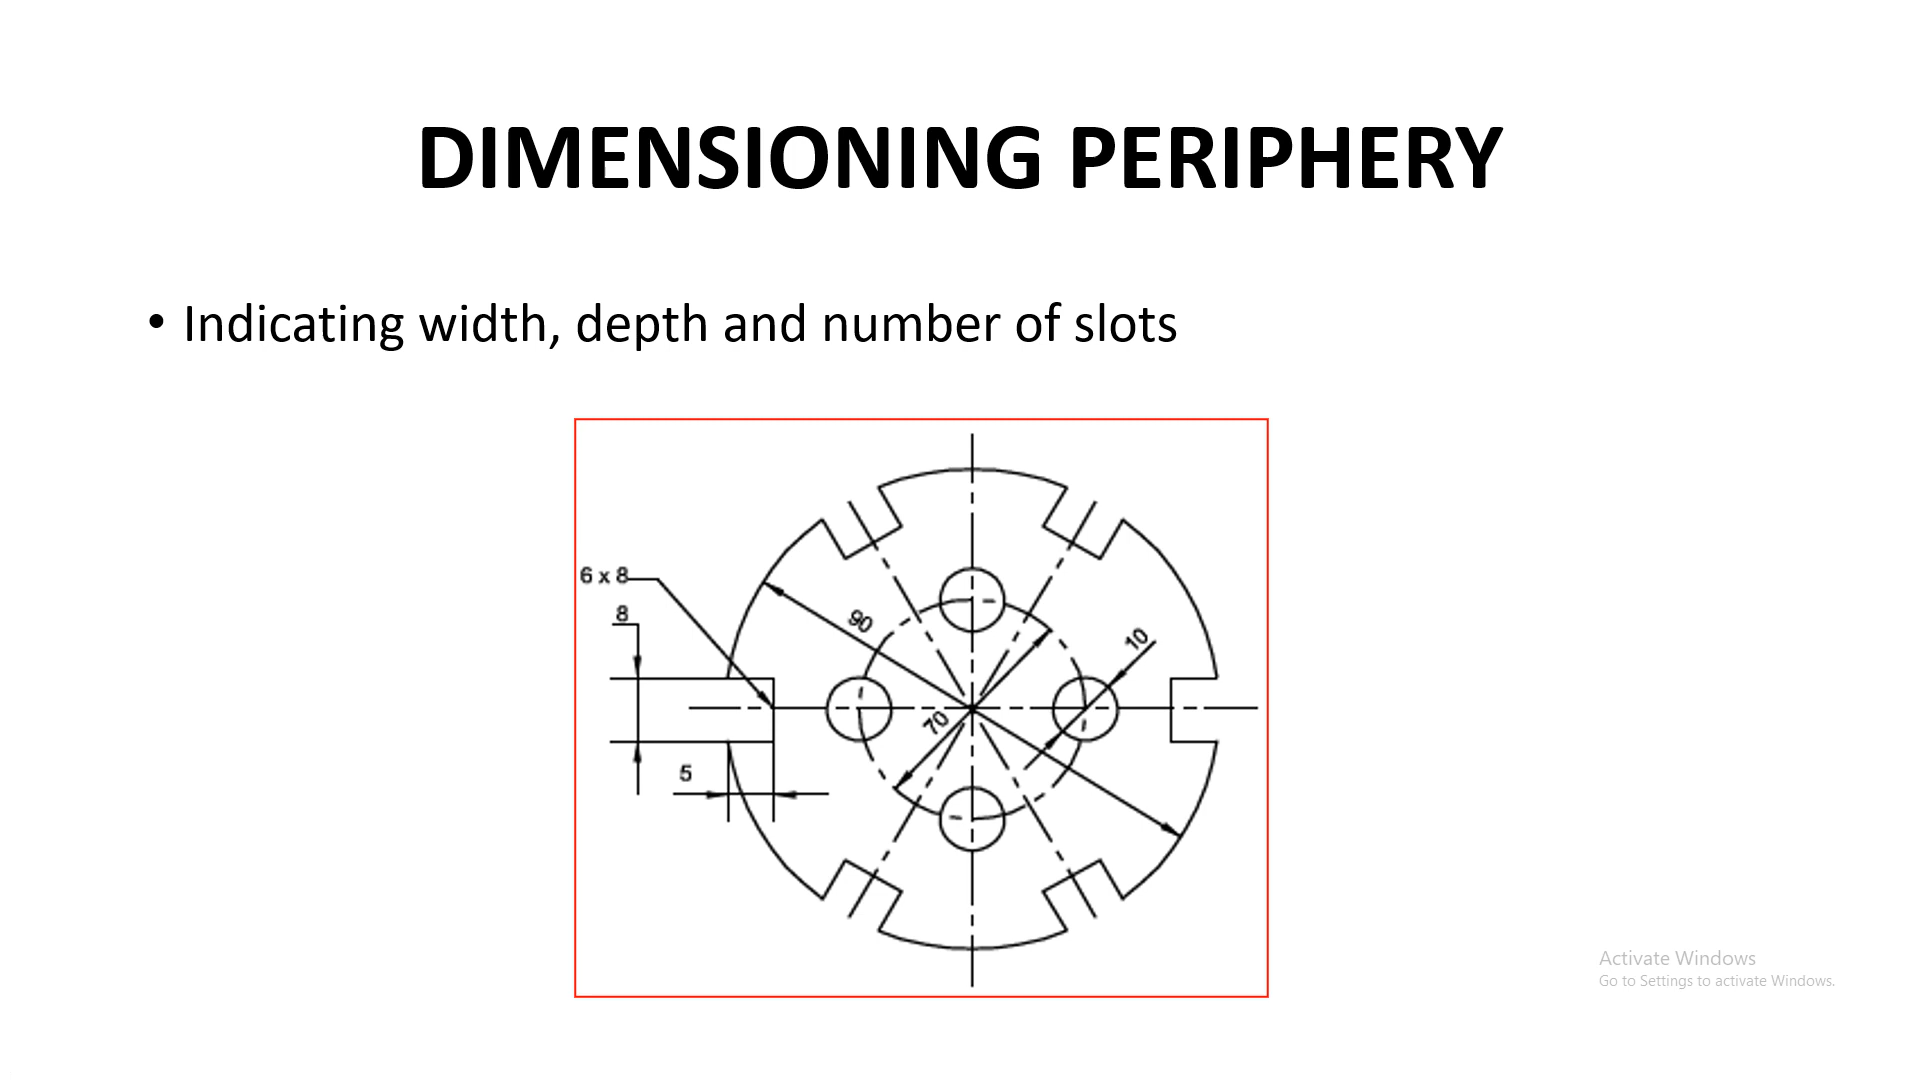 DIMENSIONING PERIPHERY
• Indicating width, depth and number of slots
6 x 8
8
90
10
70
5
Activate Windows
Go to Settings to activate Windows.